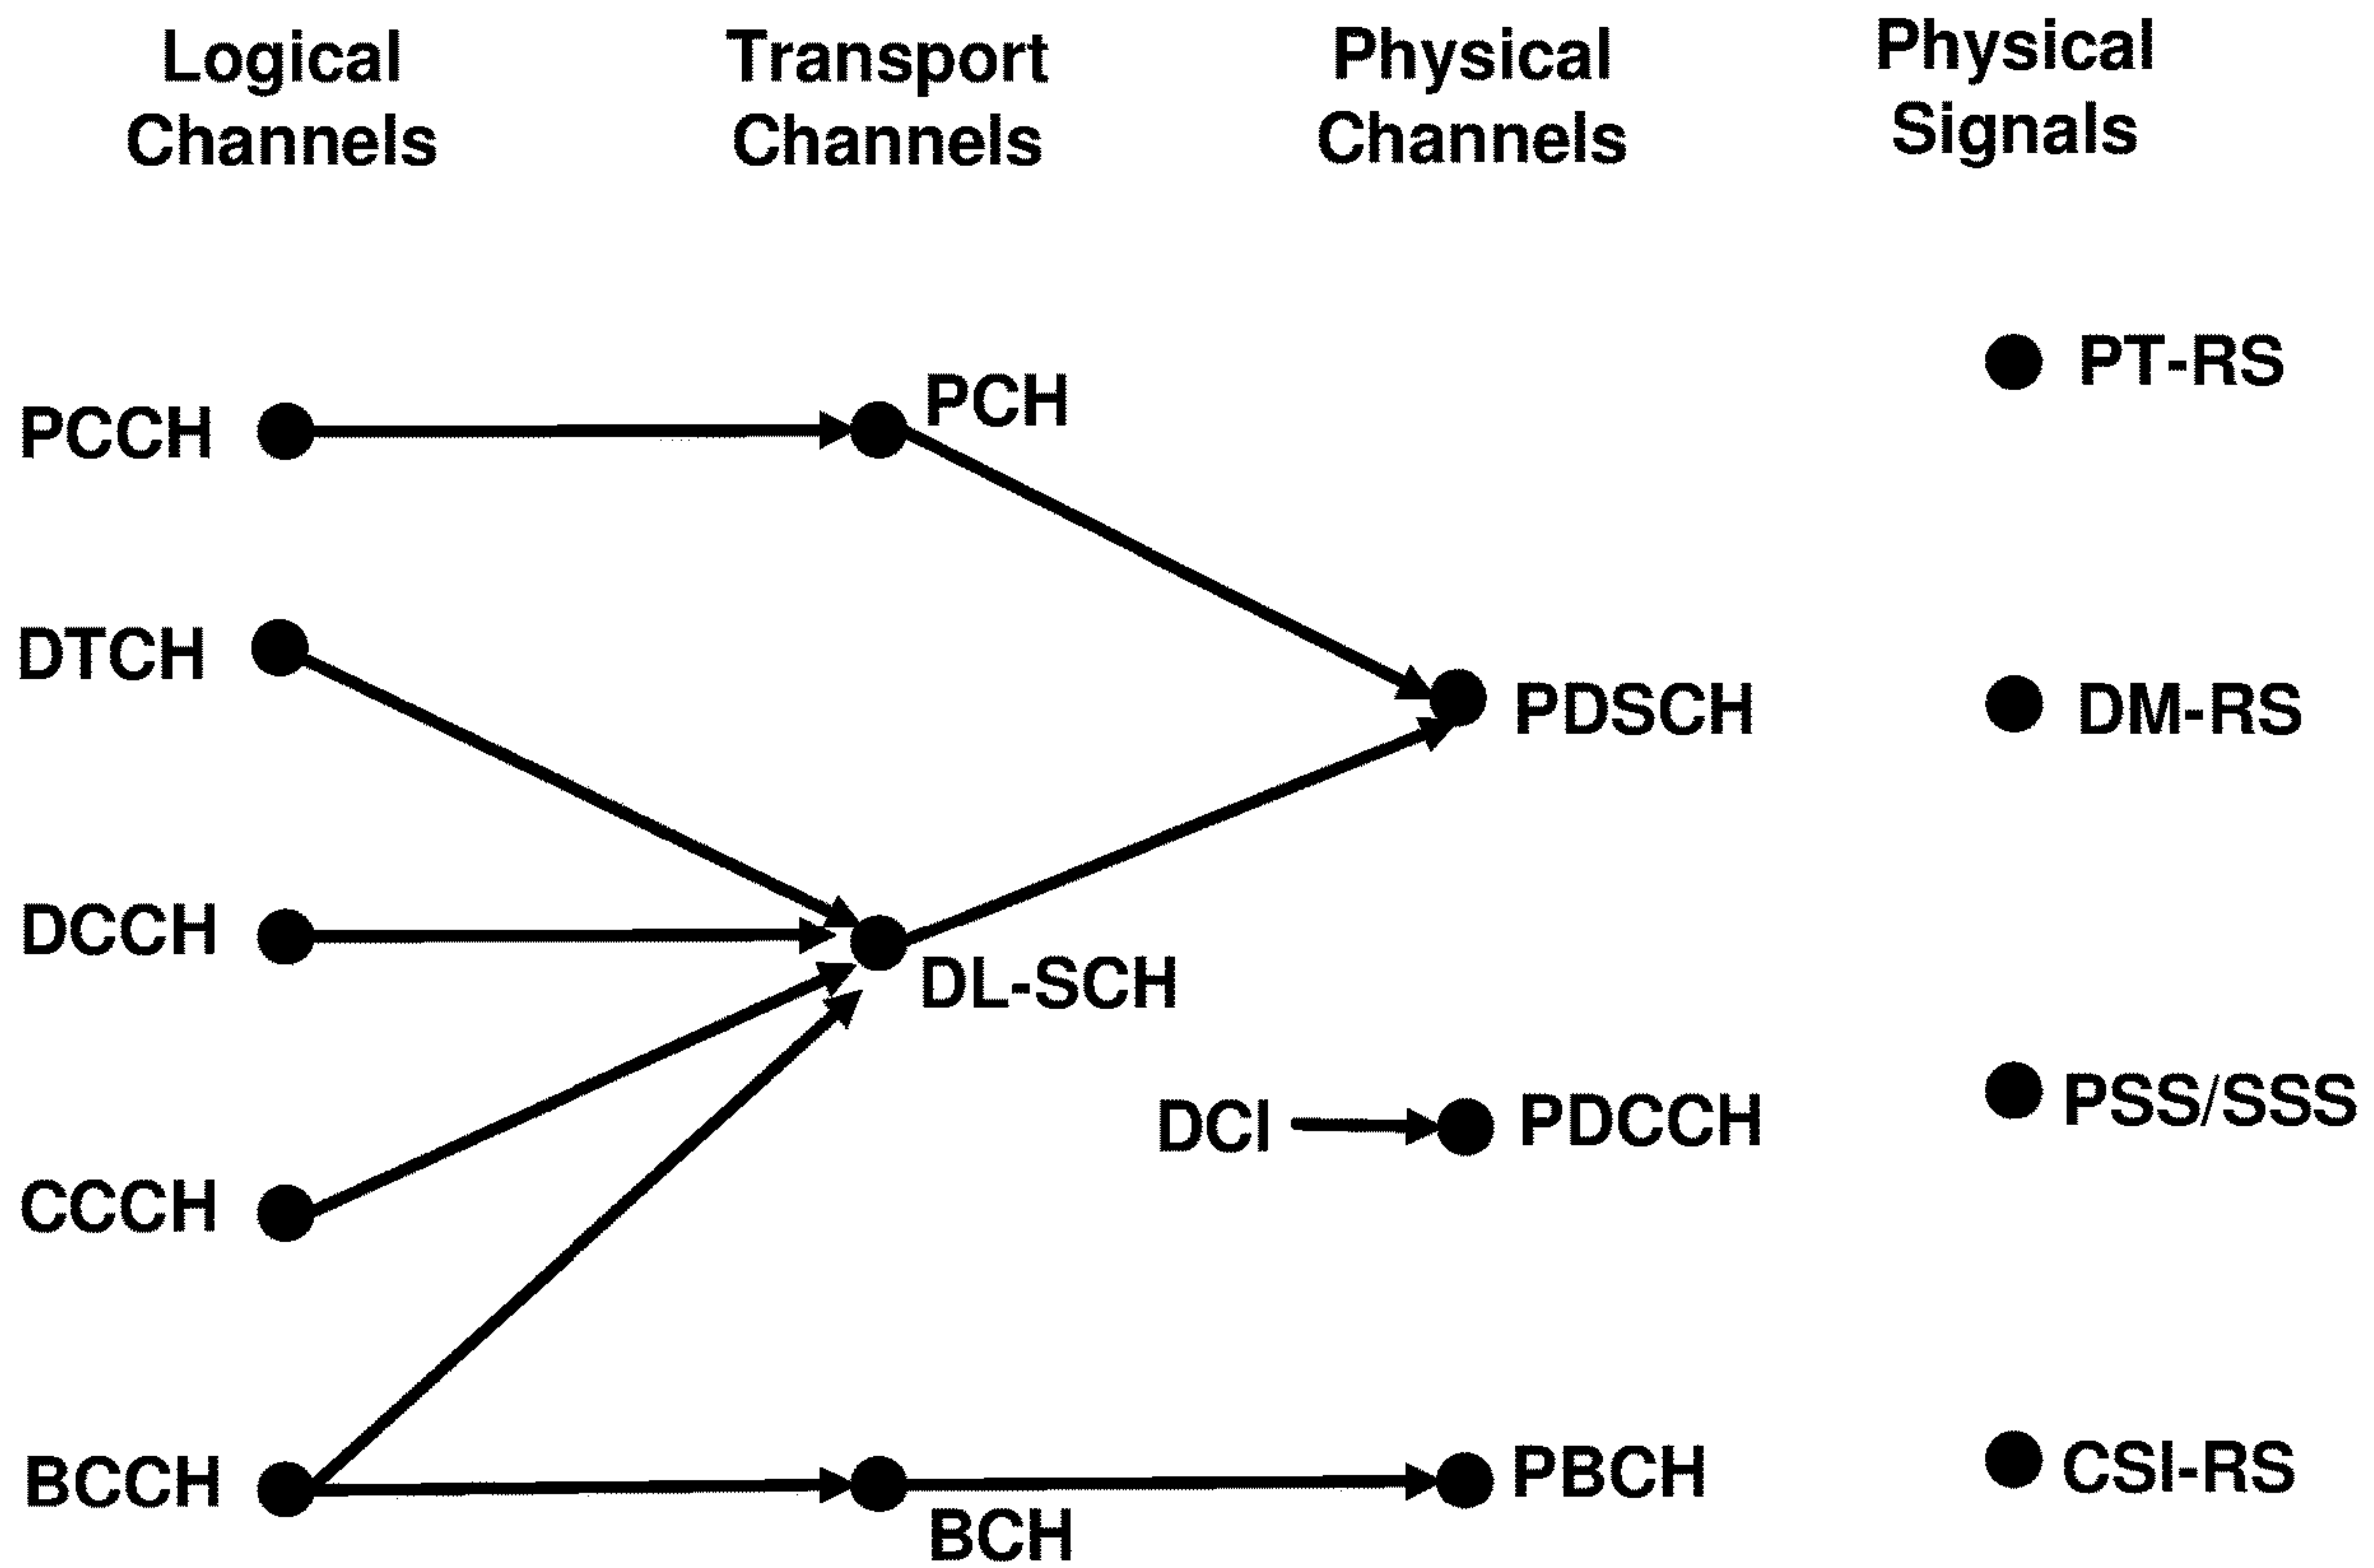 Logical
Channels
Transport
Channels
Physical
Channels
Physical
Signals
PCCH
PCH
PT-RS
DTCH
PDSCH
DM-RS
DCCH
DL-SCH
DCI
PDCCH
PSS/SSS
CCCH
BCCH
BCH
PBCH
CSI-RS